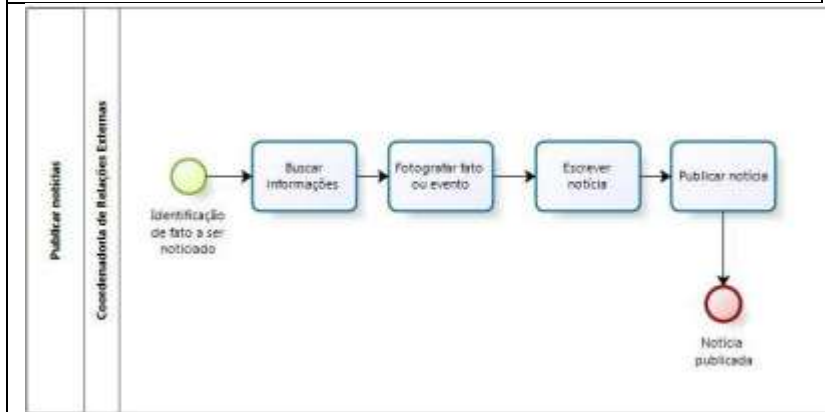 Publicar notícias
Coordenadoria de Relações Externas
Identificação
de fato a ser
noticiado
Buscar
informações
Fotografar fato
ou evento
Escrever
notícia
Publicar notícia
Notícia
publicada